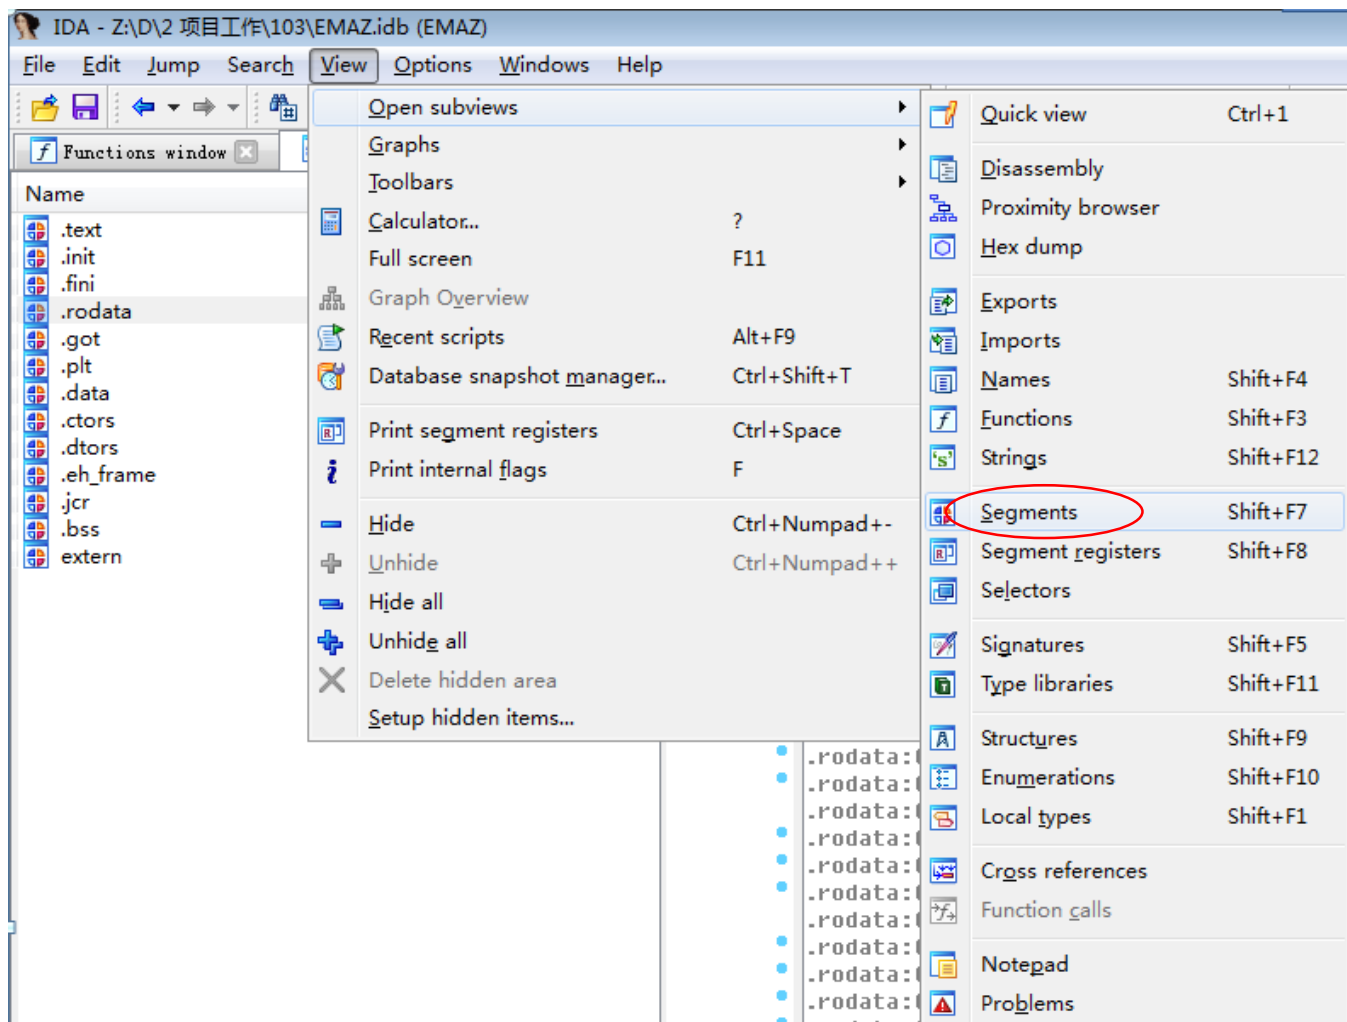 IDA - Z:\D\2 项目工作\103\EMAZ.idb (EMAZ)
File Edit Jump Search View Options Windows Help
Functions window
Name
.text
.init
.fini
.rodata
.got
.plt
.data
.ctors
.dtors
.eh_frame
.jcr
.bss
extern
Open subviews
Graphs
Toolbars
Calculator... ?
Full screen F11
Graph Overview
Recent scripts Alt+F9
Database snapshot manager... Ctrl+Shift+T
Print segment registers Ctrl+Space
Print internal flags F
Hide Ctrl+Numpad+-
Unhide Ctrl+Numpad++
Hide all
Unhide all
Delete hidden area
Setup hidden items...
Quick view Ctrl+1
Disassembly
Proximity browser
Hex dump
Exports
Imports
Names Shift+F4
Functions Shift+F3
Strings Shift+F12
Segments Shift+F7
Segment registers Shift+F8
Selectors
Signatures Shift+F5
Type libraries Shift+F11
Structures Shift+F9
Enumerations Shift+F10
Local types Shift+F1
Cross references
Function calls
Notepad
Problems
.rodata:
.rodata:
.rodata:
.rodata:
.rodata:
.rodata:
.rodata:
.rodata:
.rodata:
.rodata: